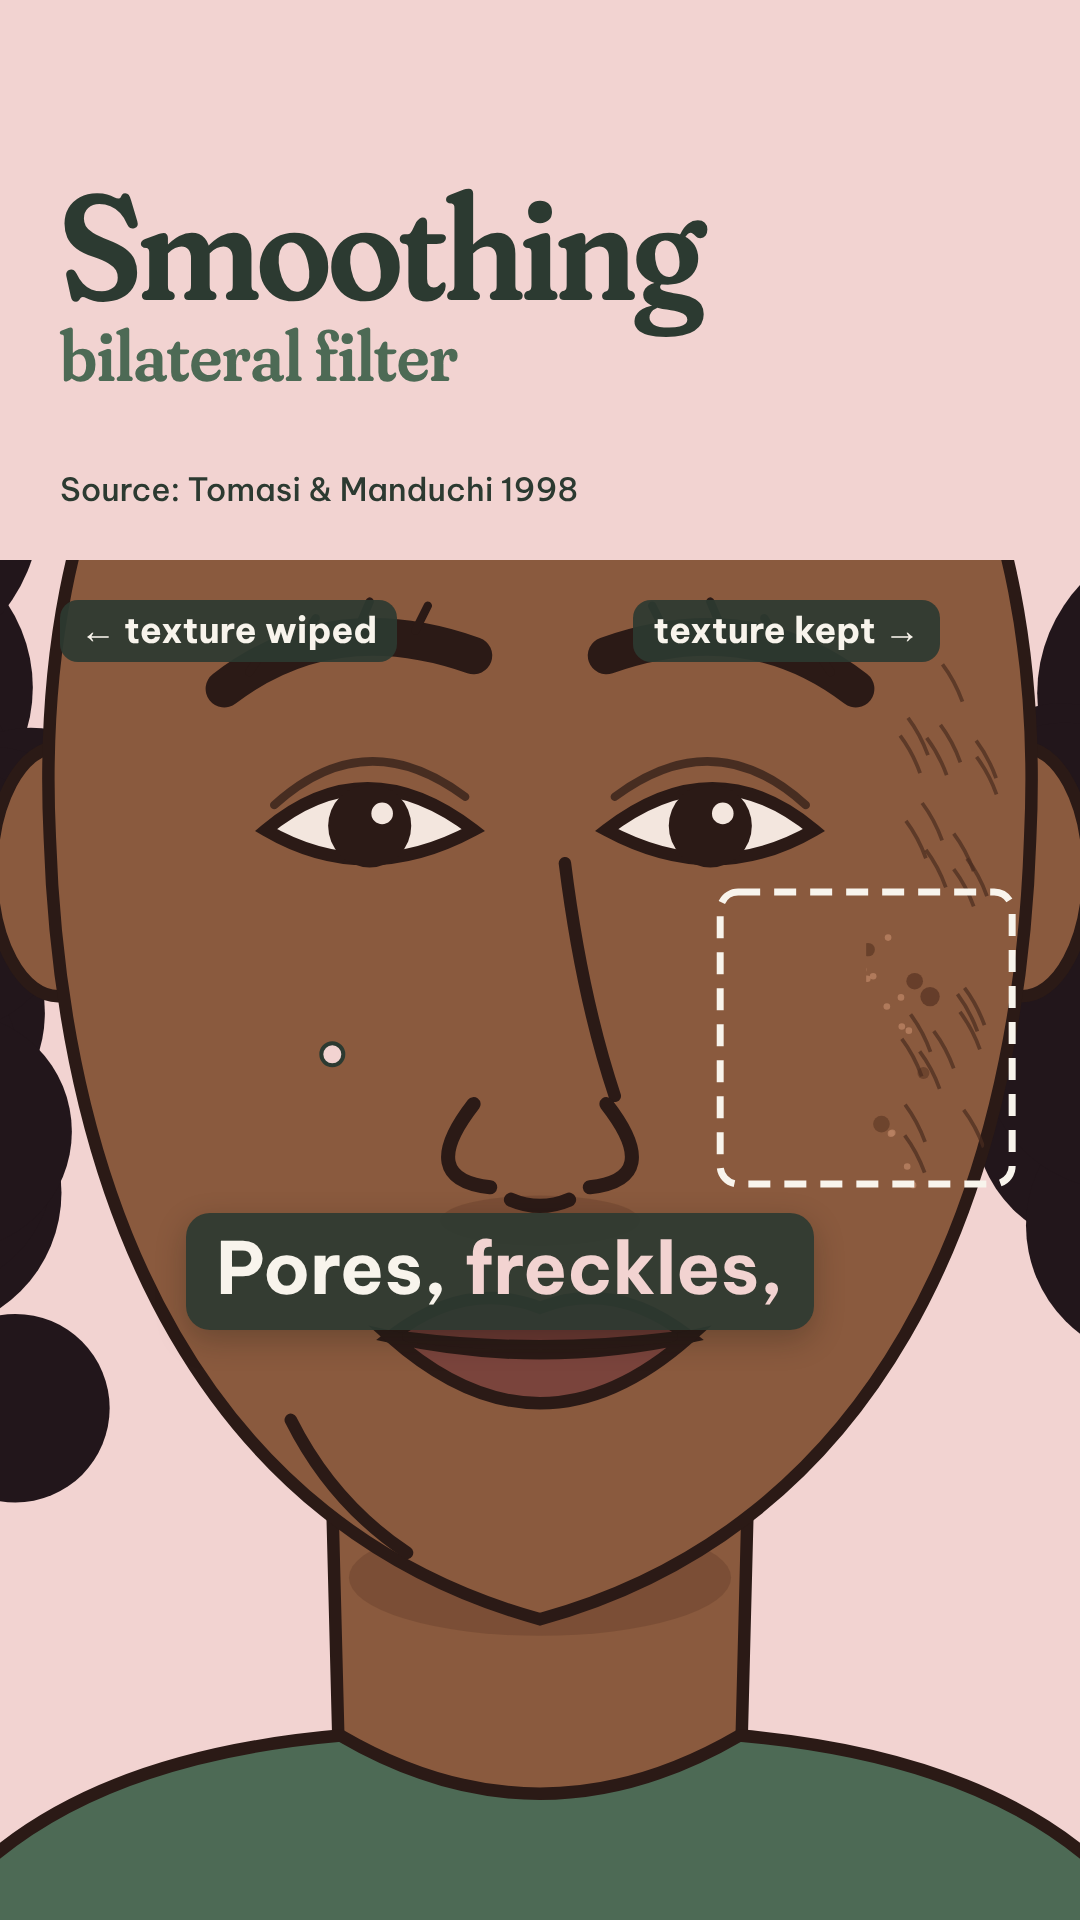 Smoothing
bilateral filter
Source: Tomasi & Manduchi 1998
← texture wiped
texture kept →
Pores, freckles,